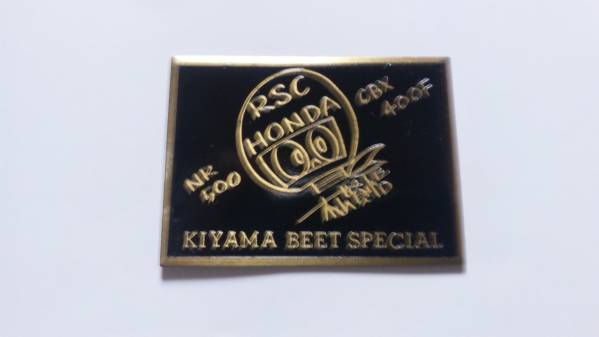 RSC
HONDA
CBX
400F
NR
500
KIYAMA BEET SPECIAL